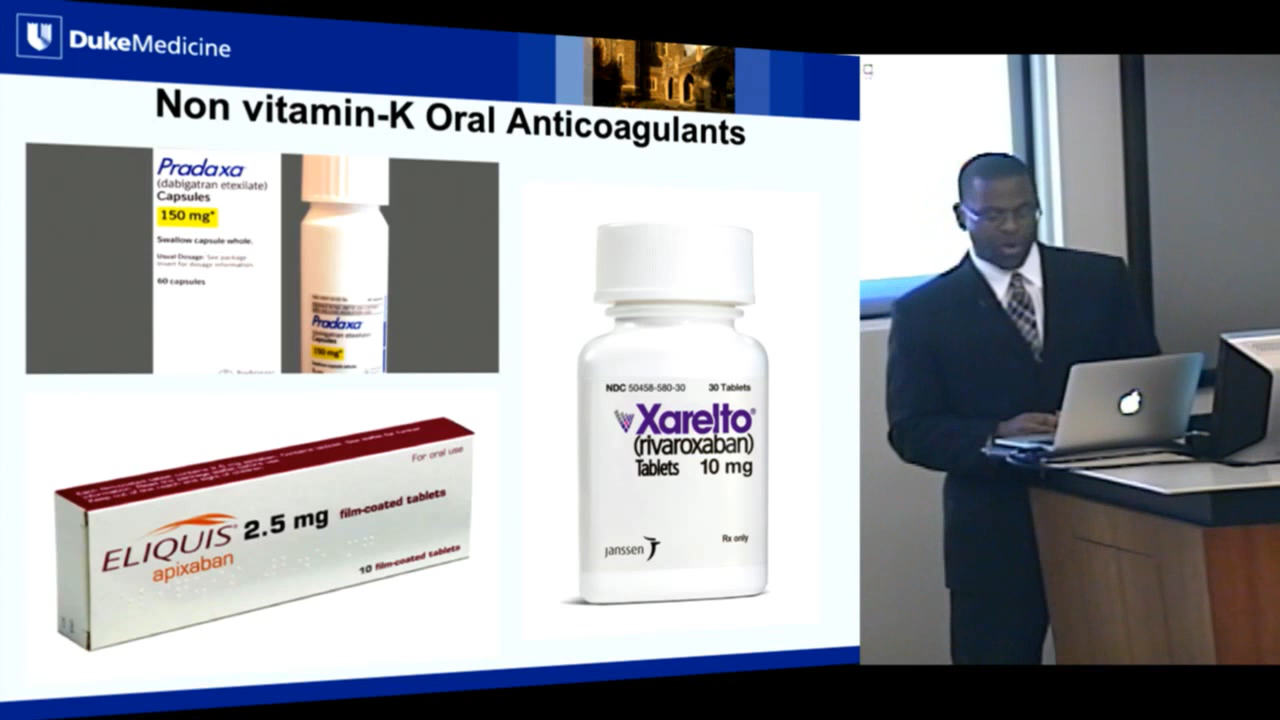 DukeMedicine
Non vitamin-K Oral Anticoagulants
Pradaxa
(dabigatran etexilate)
Capsules
150 mg*
Swallow capsule whole.
Usual Dosage: See package
insert for dosage information.
60 capsules
Pradaxa
Capsules
150 mg*
NDC 50458-580-30 30 Tablets
Xarelto®
(rivaroxaban)
Tablets 10 mg
janssen
Rx only
For oral use
ELIQUIS® 2.5 mg film-coated tablets
apixaban
10 film-coated tablets